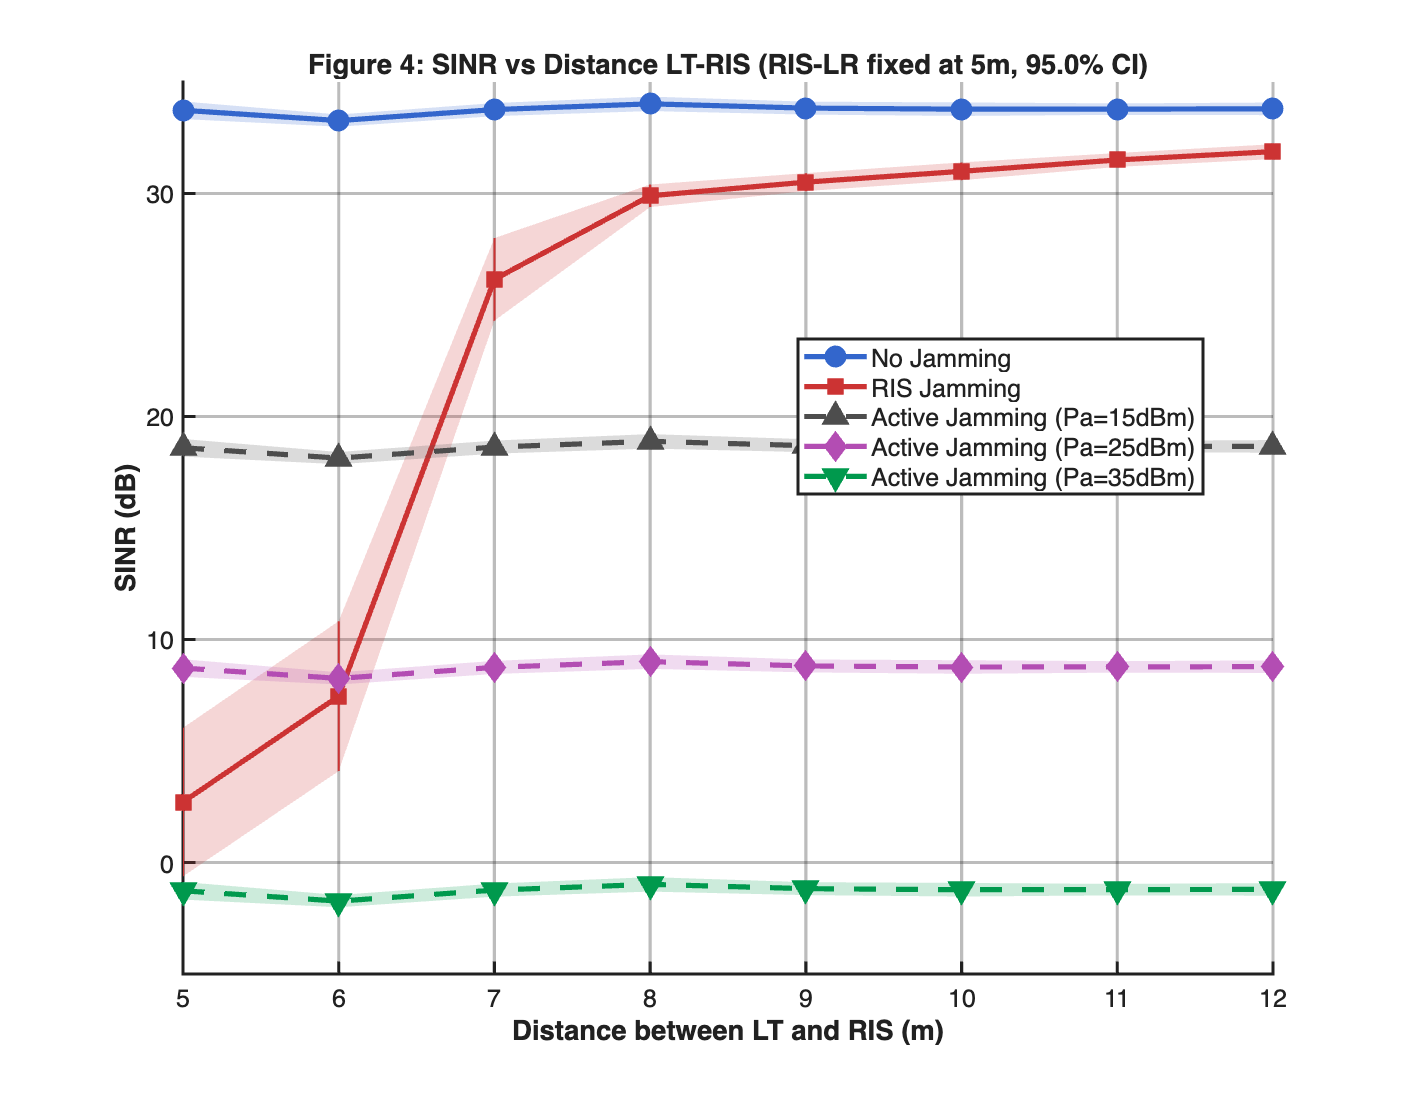 Figure 4: SINR vs Distance LT-RIS (RIS-LR fixed at 5m, 95.0% CI)
30
20
10
0
SINR (dB)
No Jamming
RIS Jamming
Active Jamming (Pa=15dBm)
Active Jamming (Pa=25dBm)
Active Jamming (Pa=35dBm)
5 6 7 8 9 10 11 12
Distance between LT and RIS (m)